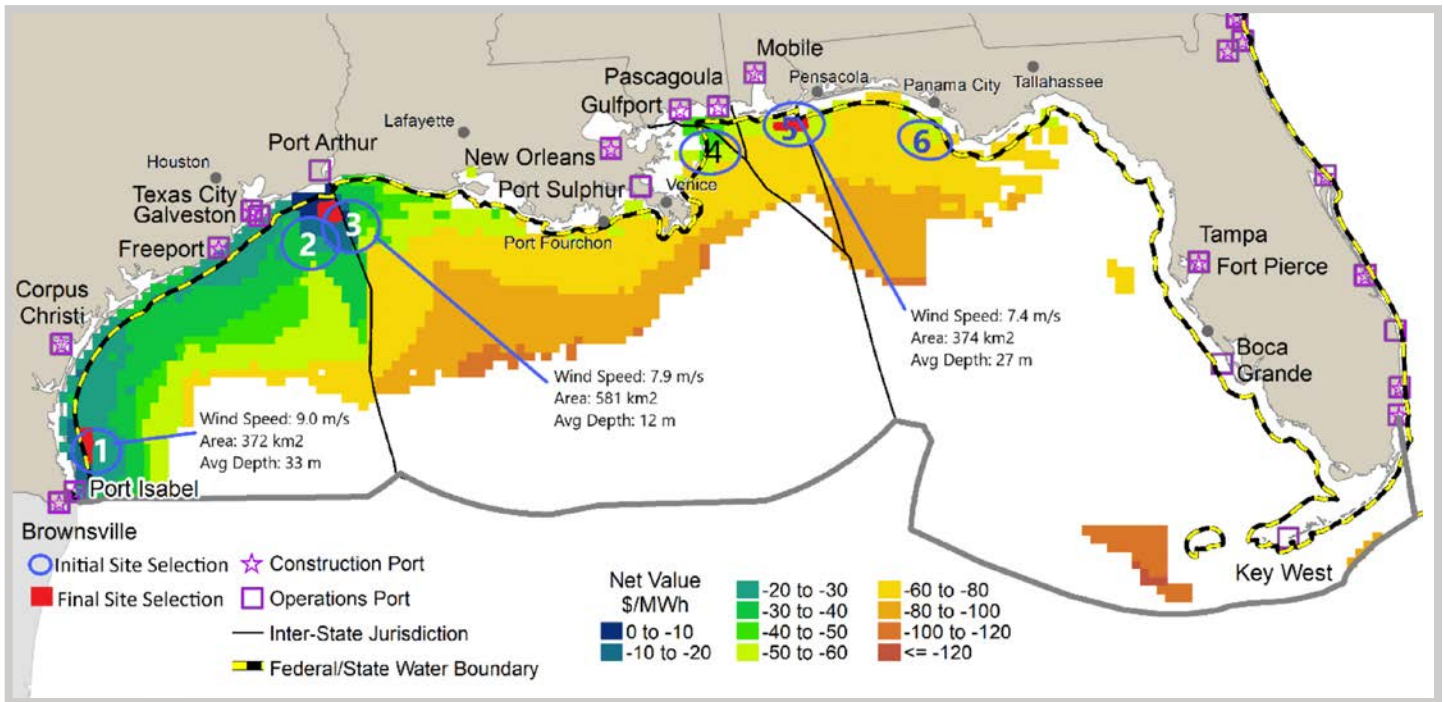 Mobile
Pascagoula
Pensacola
Tallahassee
Gulfport
Panama City
Lafayette
Port Arthur
New Orleans
5
6
4
Houston
Texas City
Port Sulphur
Venice
Galveston
3
Port Fourchon
2
Freeport
Tampa
Fort Pierce
Corpus
Christi
Wind Speed: 7.4 m/s
Area: 374 km2
Avg Depth: 27 m
Boca
Grande
Wind Speed: 7.9 m/s
Area: 581 km2
Avg Depth: 12 m
Wind Speed: 9.0 m/s
Area: 372 km2
Avg Depth: 33 m
1
Port Isabel
Brownsville
Key West
Initial Site Selection
Construction Port
Final Site Selection
Operations Port
Inter-State Jurisdiction
Federal/State Water Boundary
Net Value
$/MWh
0 to -10
-10 to -20
-20 to -30
-30 to -40
-40 to -50
-50 to -60
-60 to -80
-80 to -100
-100 to -120
<= -120